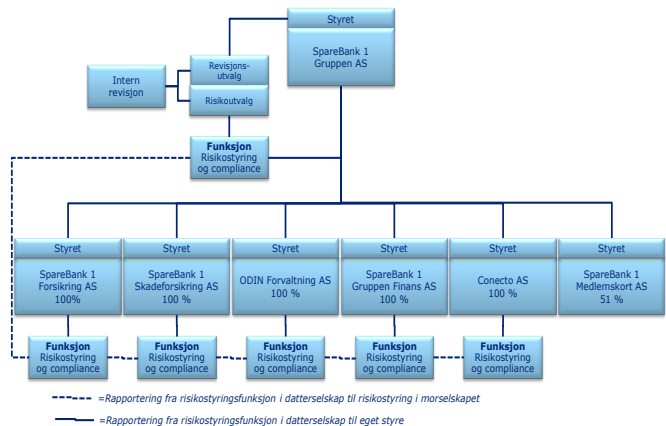 Styret
SpareBank 1
Gruppen AS
Revisjons-
utvalg
Intern
revisjon
Risikoutvalg
Funksjon
Risikostyring
og compliance
Styret
SpareBank 1
Forsikring AS
100%
Styret
SpareBank 1
Skadeforsikring AS
100 %
Styret
ODIN Forvaltning AS
100 %
Styret
SpareBank 1
Gruppen Finans AS
100 %
Styret
Conecto AS
100 %
Styret
SpareBank 1
Medlemskort AS
51 %
Funksjon
Risikostyring
og compliance
Funksjon
Risikostyring
og compliance
Funksjon
Risikostyring
og compliance
Funksjon
Risikostyring
og compliance
Funksjon
Risikostyring
og compliance
=Rapportering fra risikostyringsfunksjon i datterselskap til risikostyring i morselskapet
=Rapportering fra risikostyringsfunksjon i datterselskap til eget styre